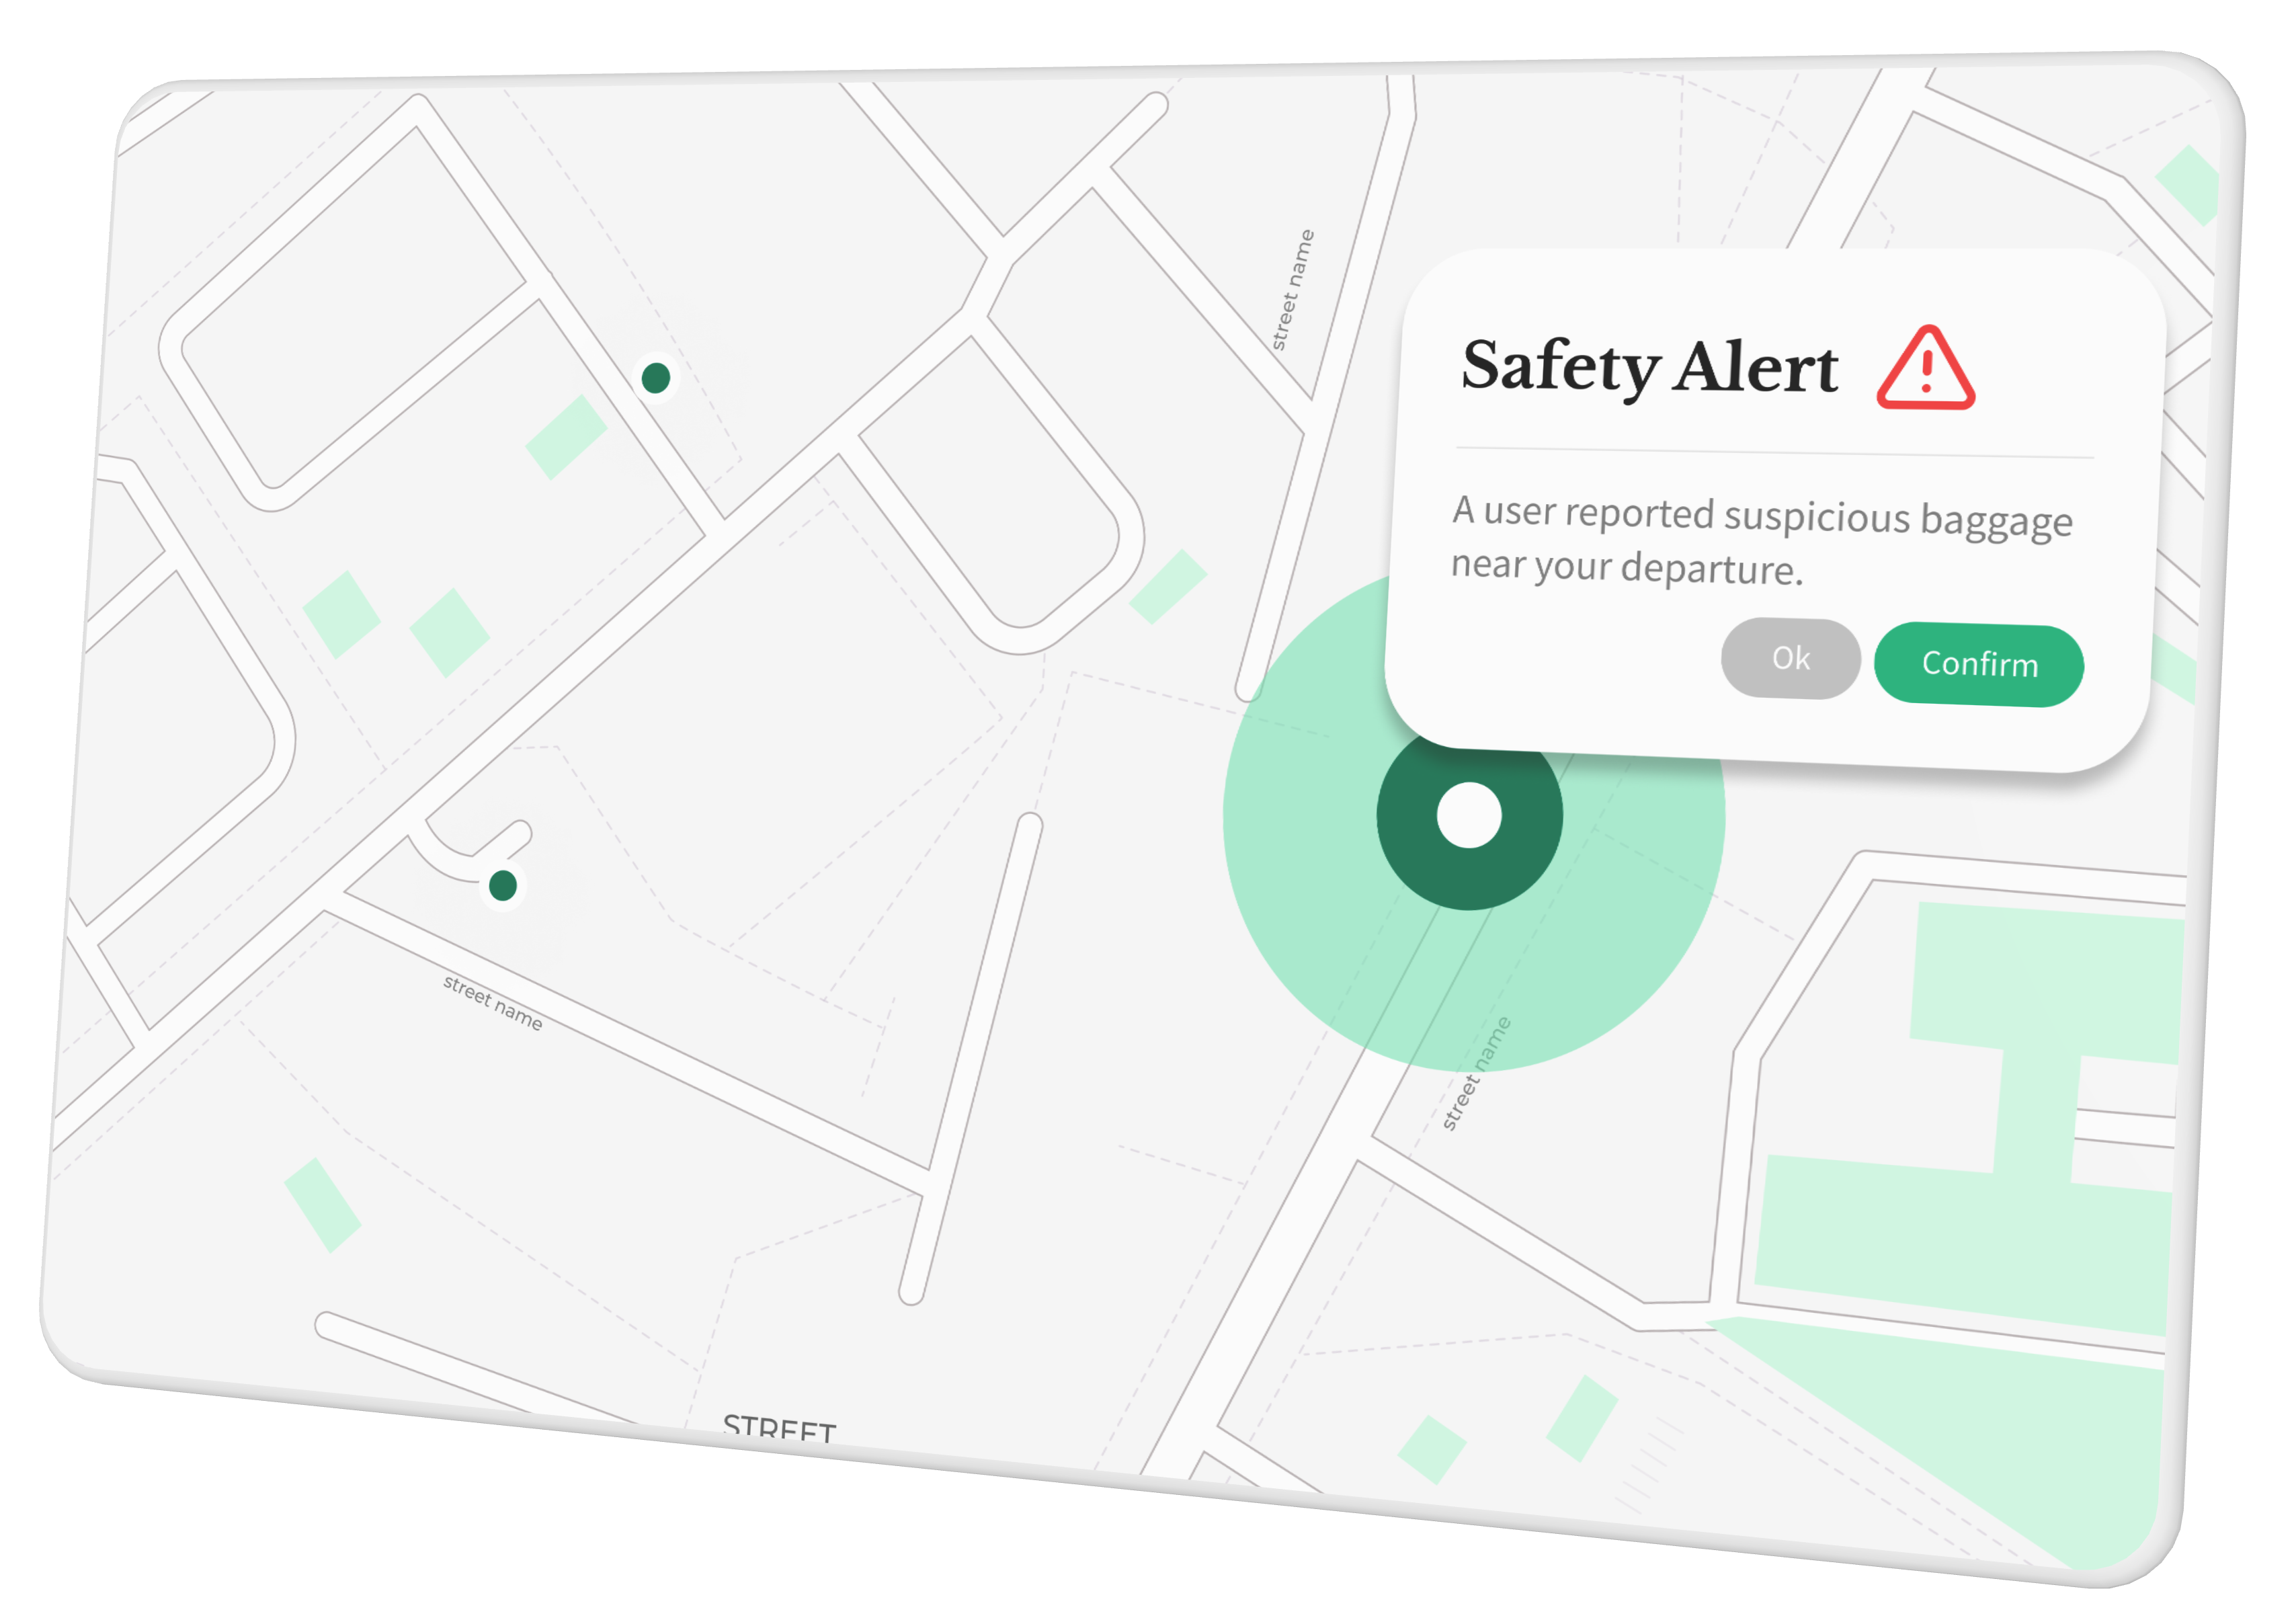 street name
Safety Alert
A user reported suspicious baggage
near your departure.
Ok
Confirm
street name
street name
STREET